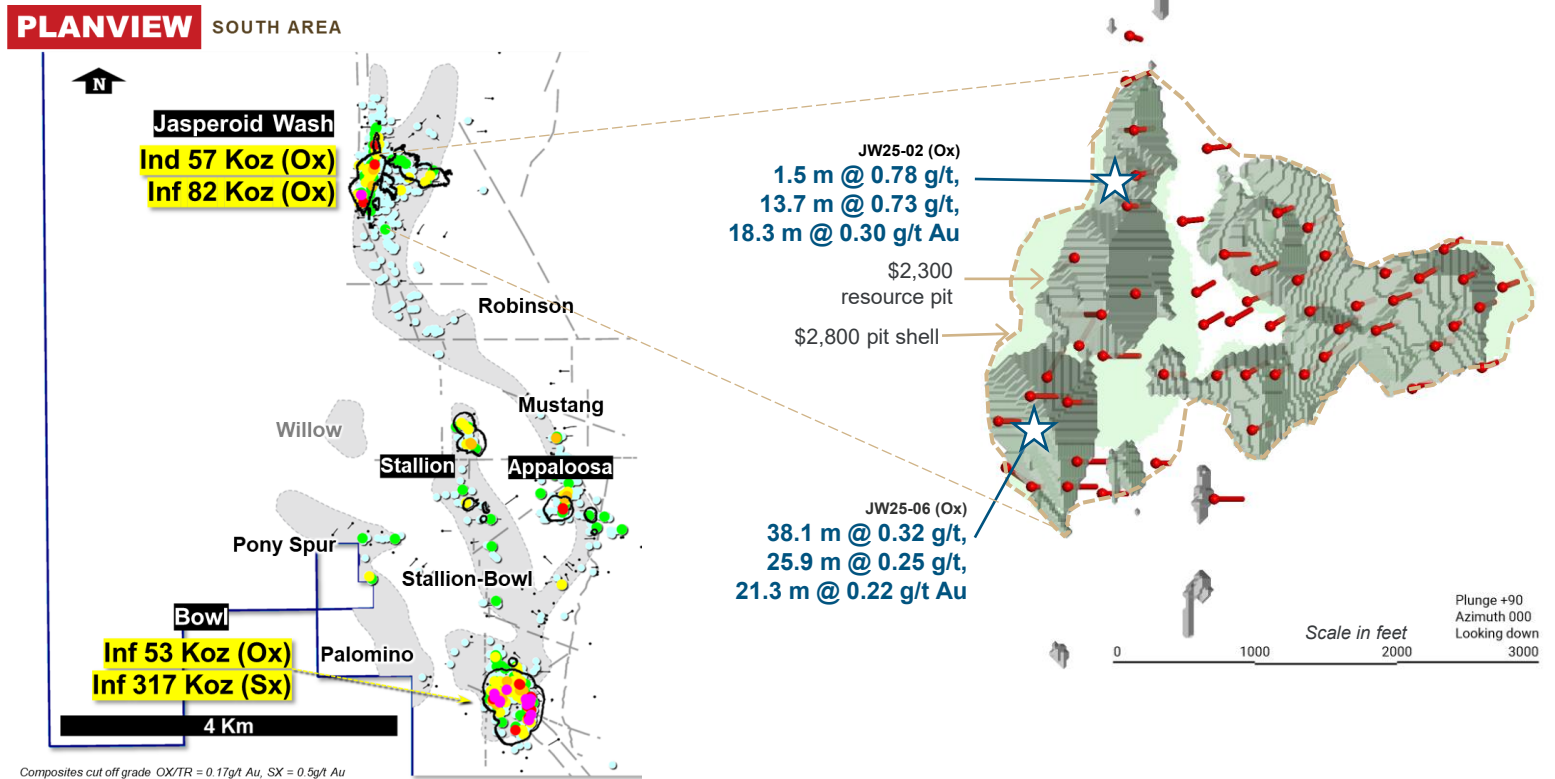 PLANVIEW SOUTH AREA
N
Jasperoid Wash
Ind 57 Koz (Ox)
Inf 82 Koz (Ox)
Robinson
Mustang
Willow
Stallion
Appaloosa
Pony Spur
Stallion-Bowl
Bowl
Inf 53 Koz (Ox)
Inf 317 Koz (Sx)
Palomino
4 Km
Composites cut off grade OX/TR = 0.17g/t Au, SX = 0.5g/t Au
JW25-02 (Ox)
1.5 m @ 0.78 g/t,
13.7 m @ 0.73 g/t,
18.3 m @ 0.30 g/t Au
$2,300
resource pit
$2,800 pit shell
JW25-06 (Ox)
38.1 m @ 0.32 g/t,
25.9 m @ 0.25 g/t,
21.3 m @ 0.22 g/t Au
Plunge +90
Azimuth 000
Looking down
Scale in feet
0 1000 2000 3000